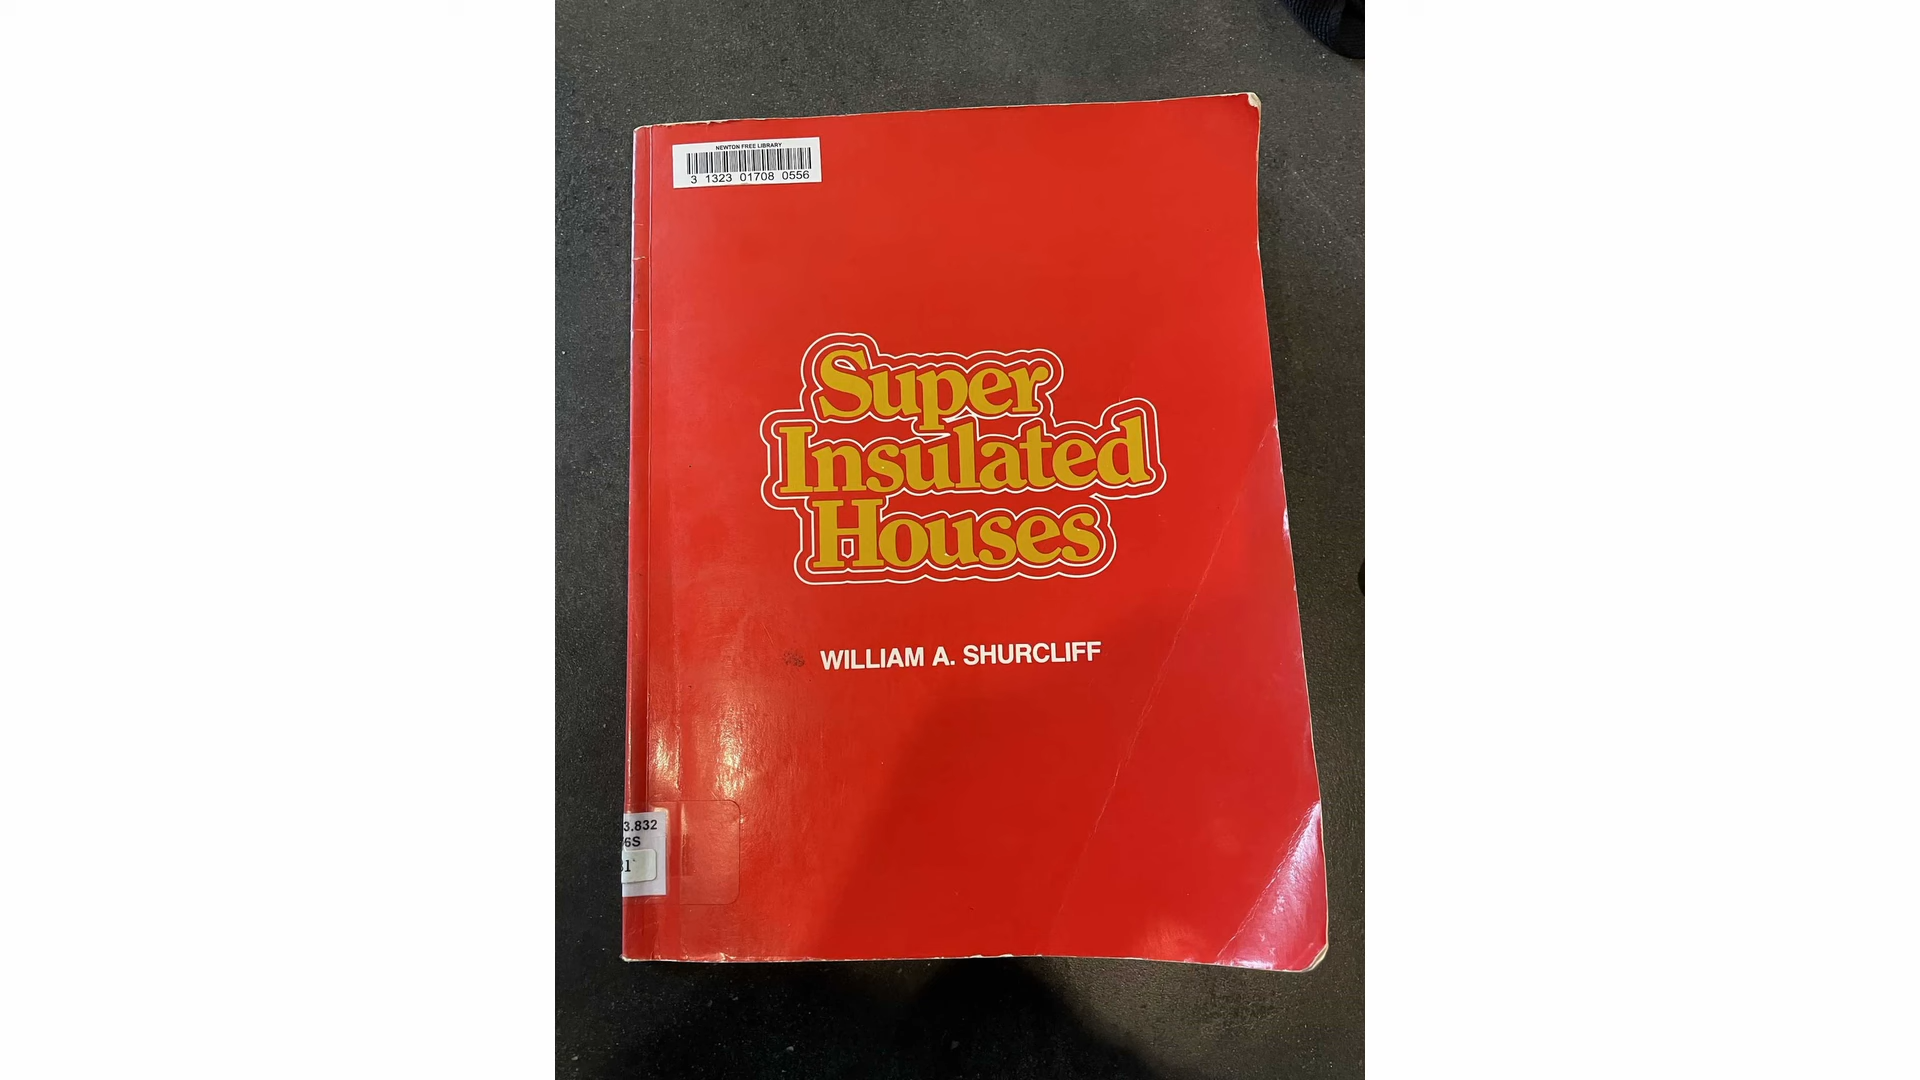 NEWTON FREE LIBRARY
3 1323 01708 0556
Super
Insulated
Houses
WILLIAM A. SHURCLIFF
3.832
6S